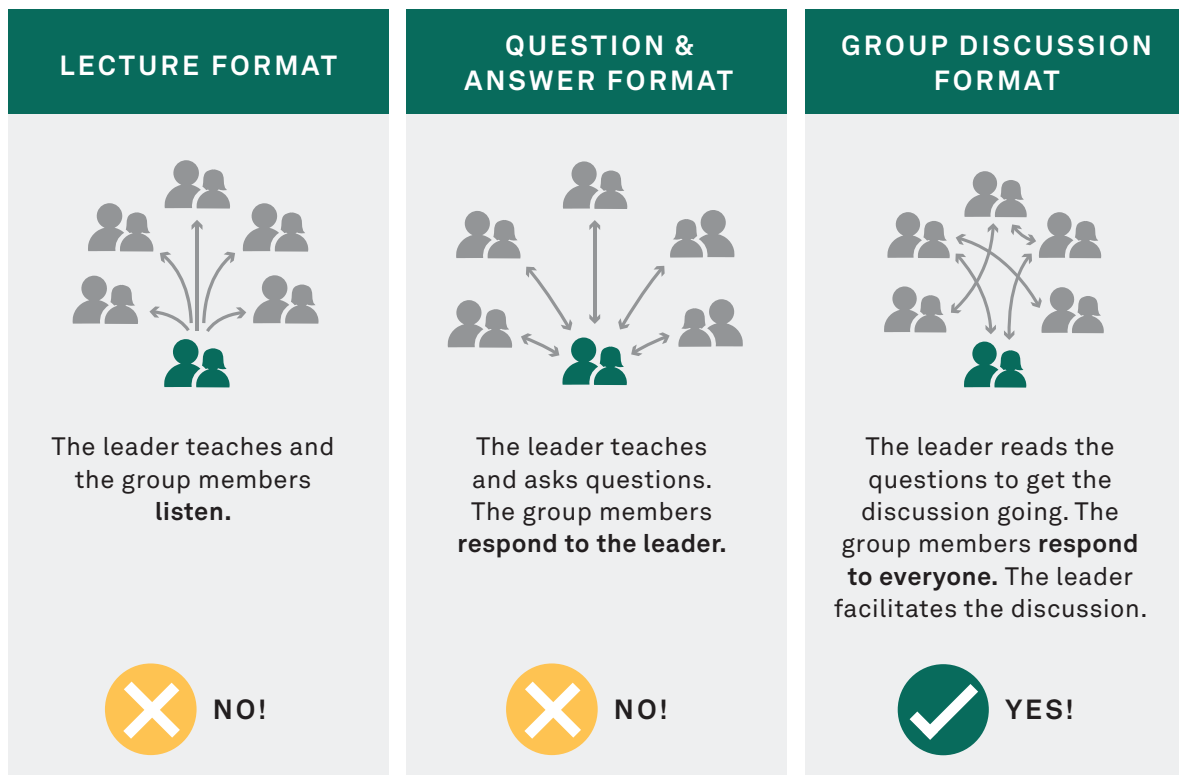 LECTURE FORMAT
The leader teaches and
the group members
listen.
NO!
QUESTION &
ANSWER FORMAT
The leader teaches
and asks questions.
The group members
respond to the leader.
NO!
GROUP DISCUSSION
FORMAT
The leader reads the
questions to get the
discussion going. The
group members respond
to everyone. The leader
facilitates the discussion.
YES!